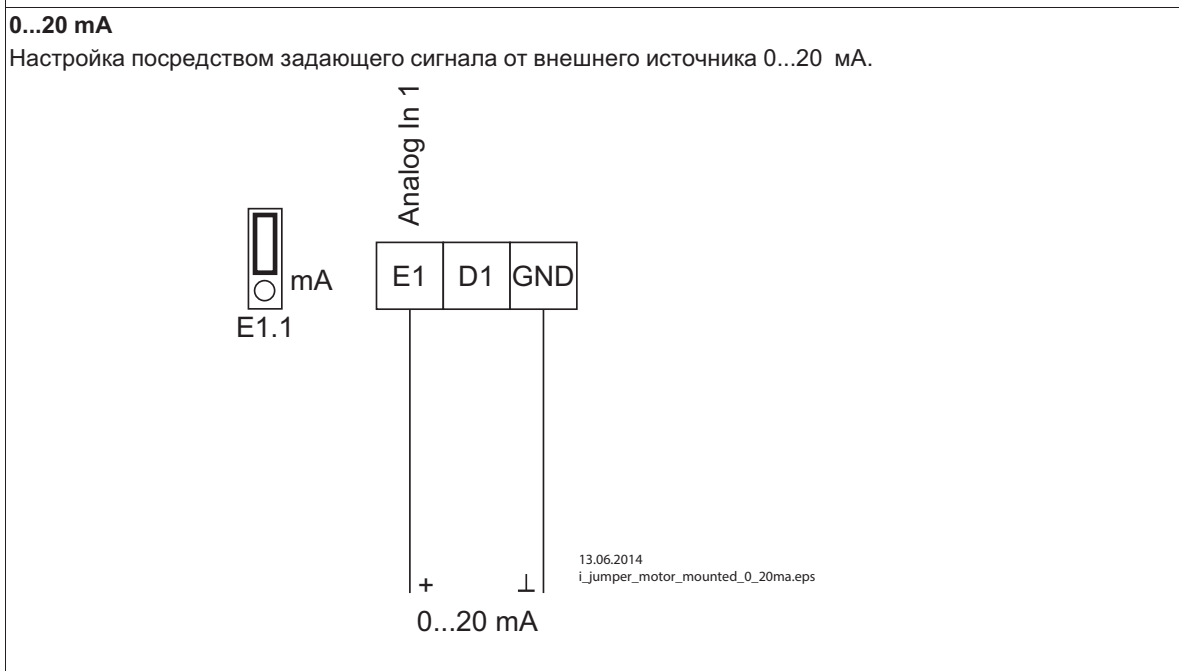 0...20 mA
Настройка посредством задающего сигнала от внешнего источника 0...20 мА.
Analog In 1
mA
E1.1
E1 D1 GND
13.06.2014
i_jumper_motor_mounted_0_20ma.eps
+ ⊥
0...20 mA